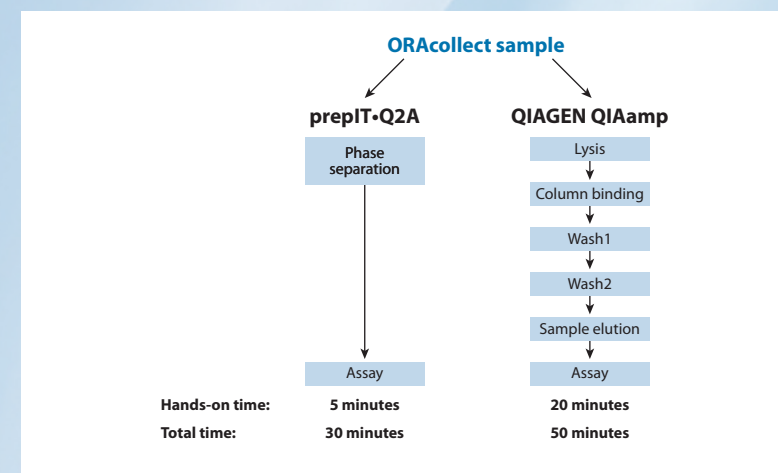 ORAcollect sample
prepIT•Q2A
QIAGEN QIAamp
Phase
separation
Lysis
Column binding
Wash1
Wash2
Sample elution
Assay
Assay
Hands-on time: 5 minutes 20 minutes
Total time: 30 minutes 50 minutes